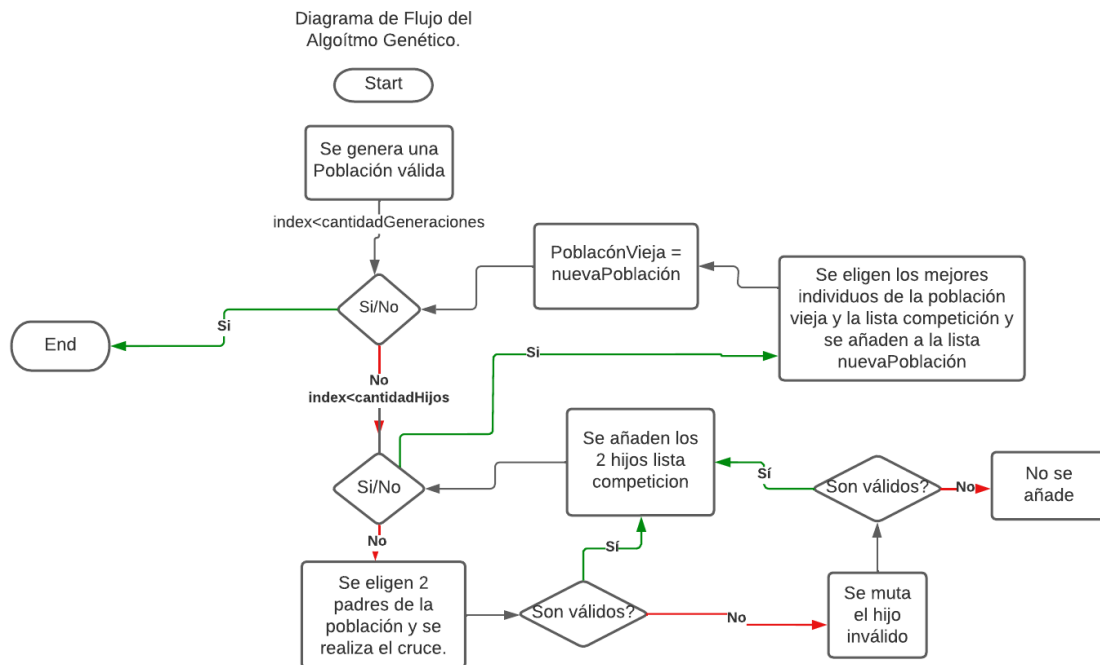 Diagrama de Flujo del
Algoítmo Genético.
Start
Se genera una
Población válida
index<cantidadGeneraciones
PoblacónVieja =
nuevaPoblación
Se eligen los mejores
individuos de la población
vieja y la lista competición y
se añaden a la lista
nuevaPoblación
Si/No
Si
End
Si
No
index<cantidadHijos
Se añaden los
2 hijos lista
competicion
Si/No
Sí
Son válidos?
No
No se
añade
No
Sí
Se eligen 2
padres de la
población y se
realiza el cruce.
Son válidos?
No
Se muta
el hijo
inválido